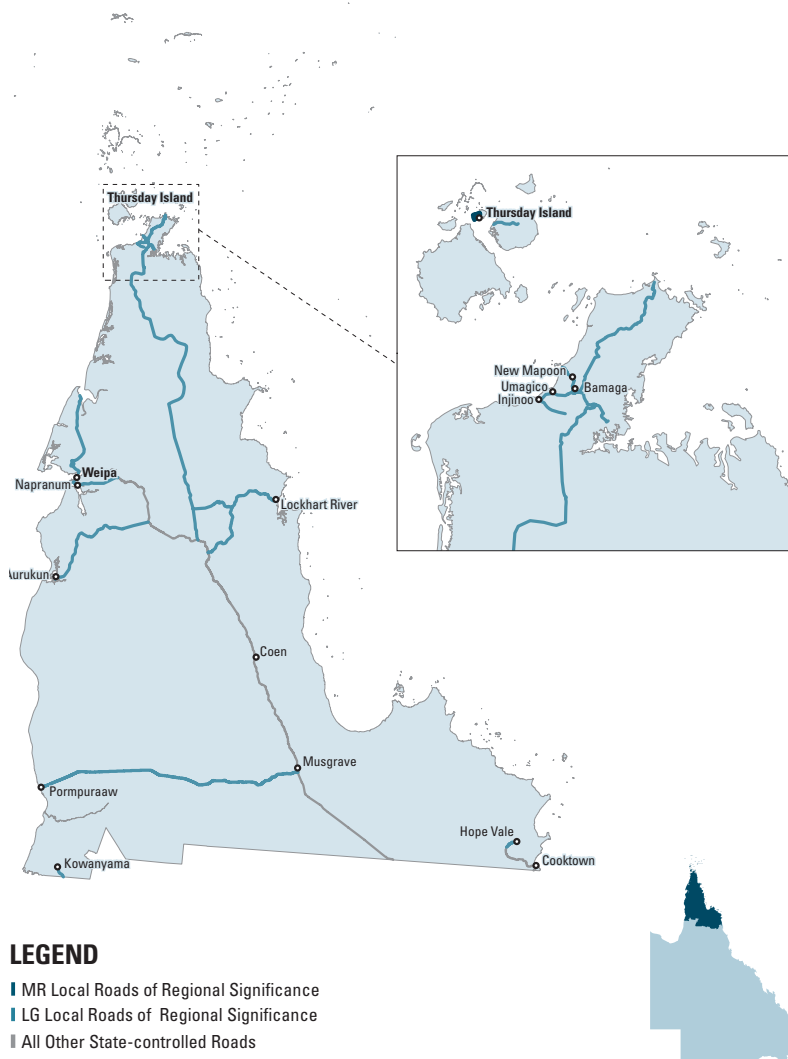 Thursday Island
Thursday Island
New Mapoon
Umagico
Bamaga
Injinoo
Weipa
Napranum
Lockhart River
Aurukun
Coen
Musgrave
Pormpuraaw
Hope Vale
Kowanyama
Cooktown
LEGEND
MR Local Roads of Regional Significance
LG Local Roads of Regional Significance
All Other State-controlled Roads